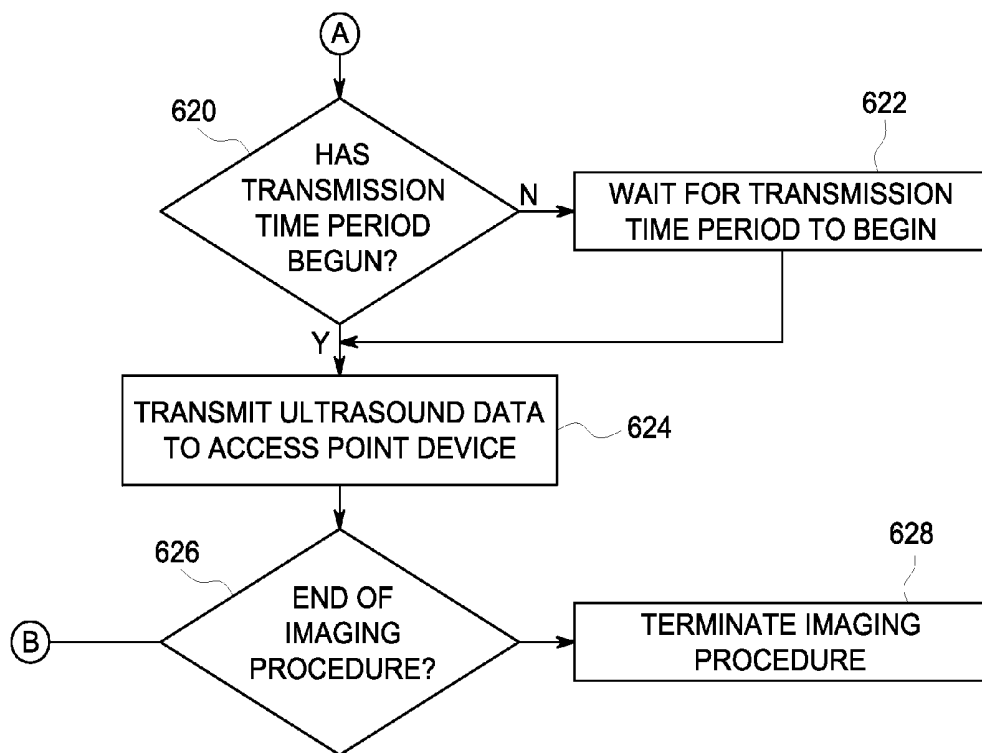 A
620
HAS
TRANSMISSION
TIME PERIOD
BEGUN?
N
622
WAIT FOR TRANSMISSION
TIME PERIOD TO BEGIN
Y
TRANSMIT ULTRASOUND DATA
TO ACCESS POINT DEVICE
624
626
END OF
IMAGING
PROCEDURE?
B
628
TERMINATE IMAGING
PROCEDURE